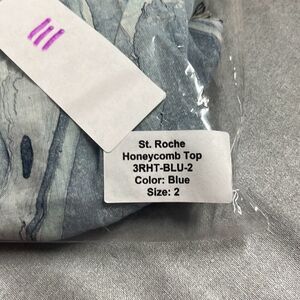 St. Roche
Honeycomb Top
3RHT-BLU-2
Color: Blue
Size: 2